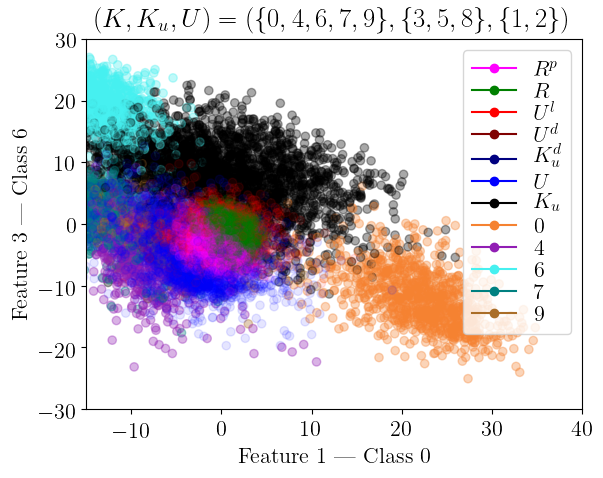 (K, K_u, U) = ({0, 4, 6, 7, 9}, {3, 5, 8}, {1, 2})
30
20
10
0
−10
−20
−30
Feature 3 — Class 6
−10
0
10
20
30
40
Feature 1 — Class 0
R^p
R
U^l
U^d
K_u^d
U
K_u
0
4
6
7
9